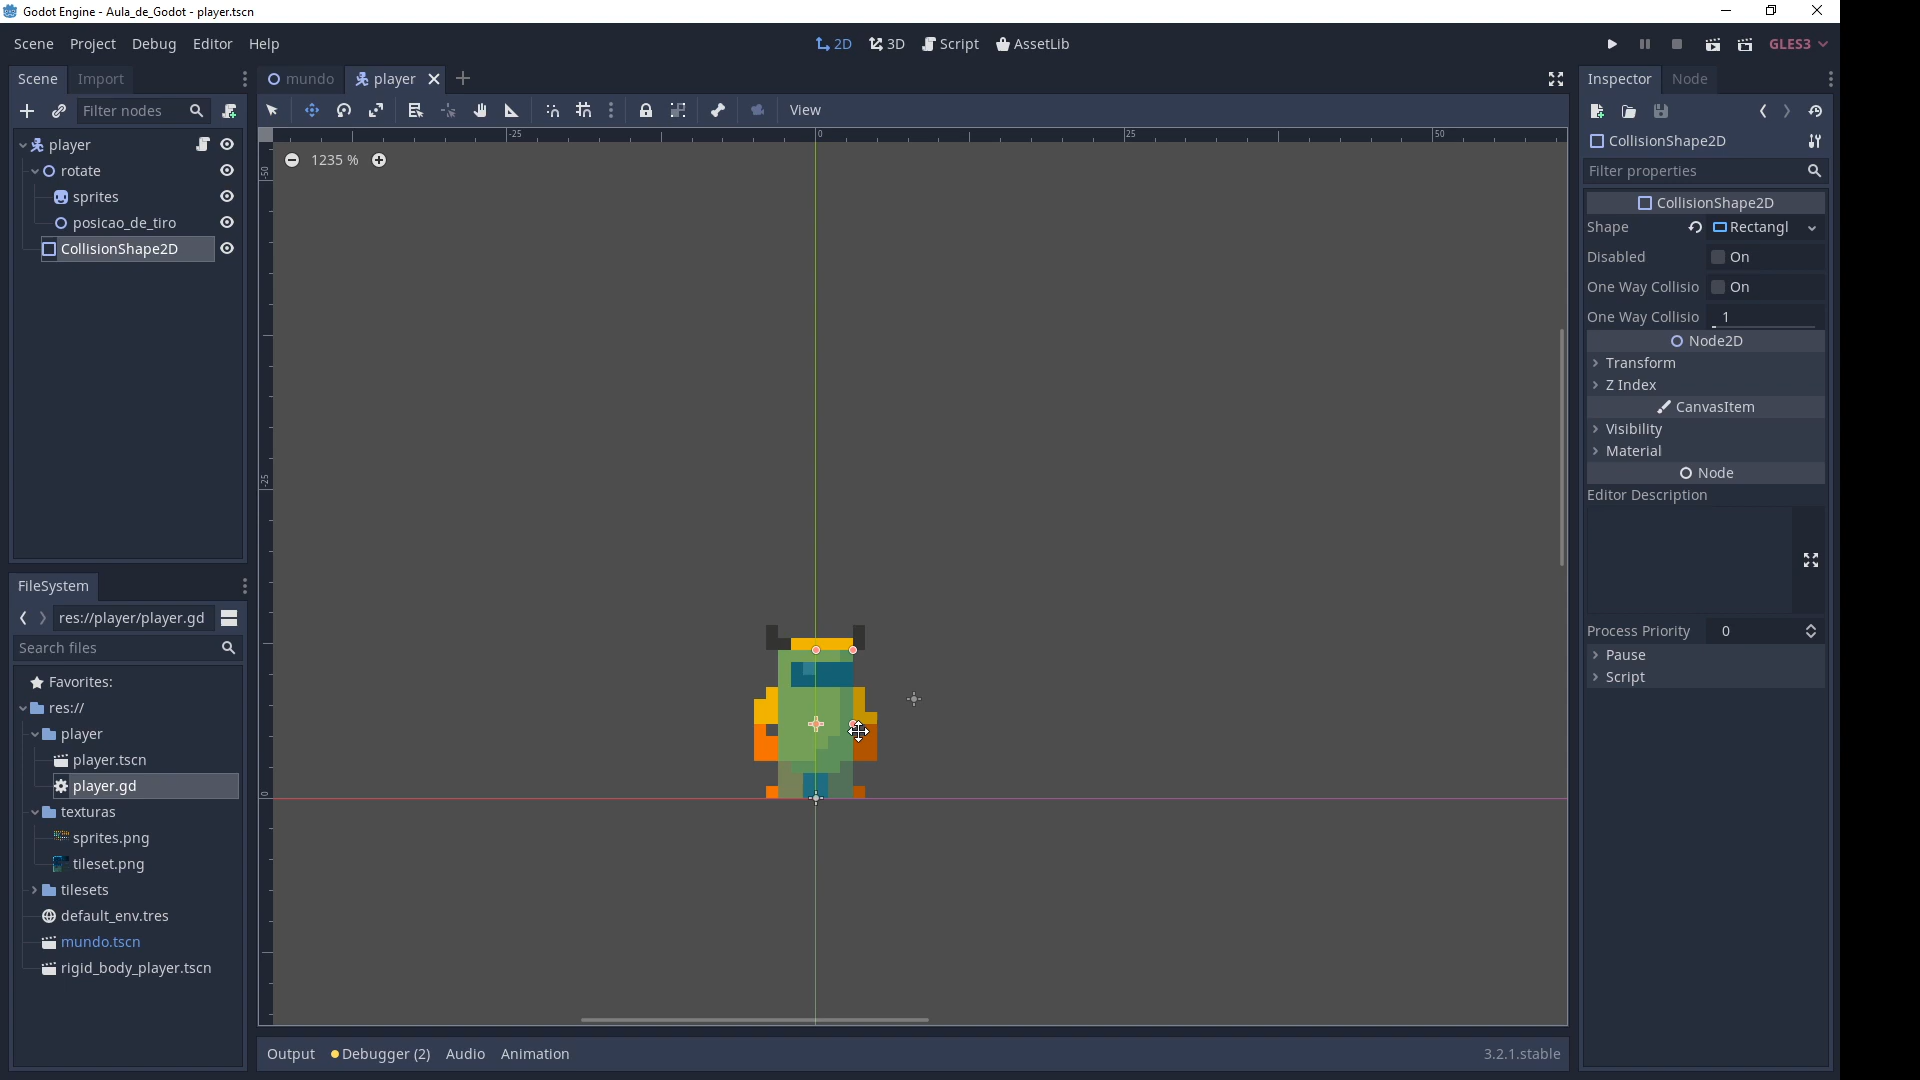 Godot Engine - Aula_de_Godot - player.tscn
Scene Project Debug Editor Help
2D 3D Script AssetLib
GLES3
Scene Import
mundo player
Inspector Node
Filter nodes
View
player
rotate
sprites
posicao_de_tiro
CollisionShape2D
-25 0 25 50
1235 %
-50
-25
0
FileSystem
res://player/player.gd
Search files
Favorites:
res://
player
player.tscn
player.gd
texturas
sprites.png
tileset.png
tilesets
default_env.tres
mundo.tscn
rigid_body_player.tscn
Output Debugger (2) Audio Animation
3.2.1.stable
CollisionShape2D
Filter properties
CollisionShape2D
Shape Rectangl
Disabled On
One Way Collisio On
One Way Collisio 1
Node2D
Transform
Z Index
CanvasItem
Visibility
Material
Node
Editor Description
Process Priority 0
Pause
Script